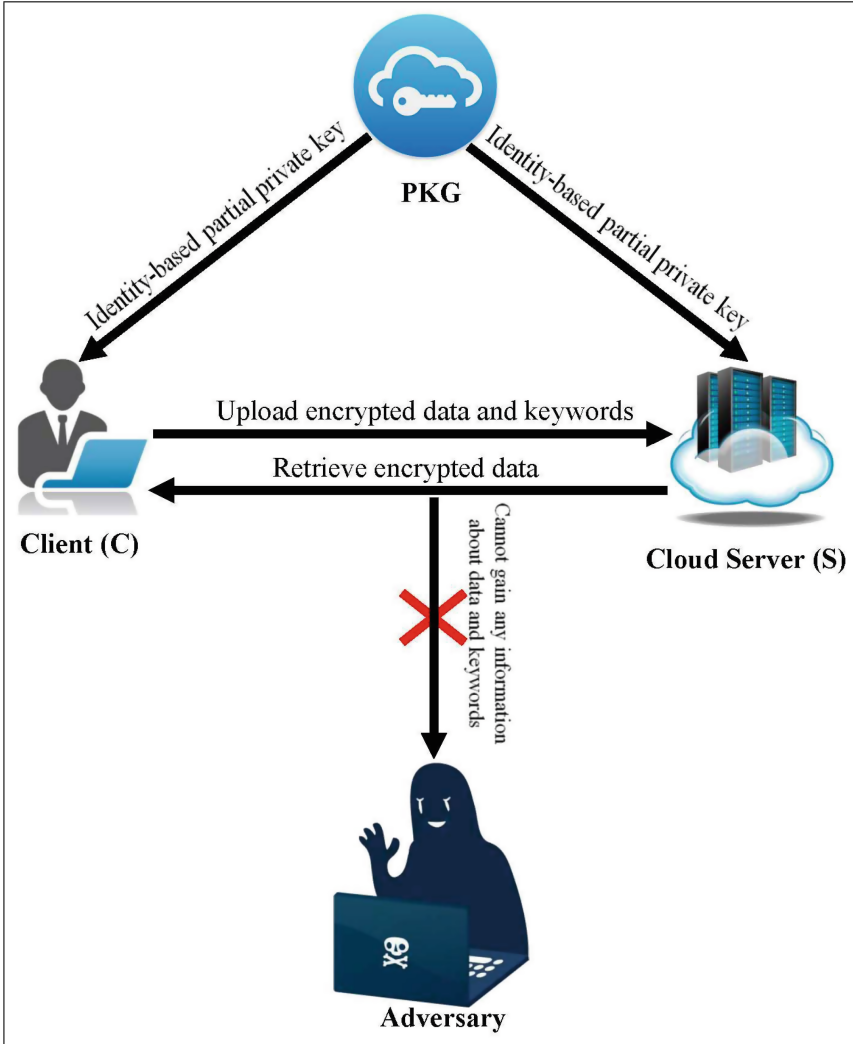 PKG
Identity-based partial private key
Identity-based partial private key
Upload encrypted data and keywords
Retrieve encrypted data
Client (C)
Cloud Server (S)
Cannot gain any information
about data and keywords
Adversary